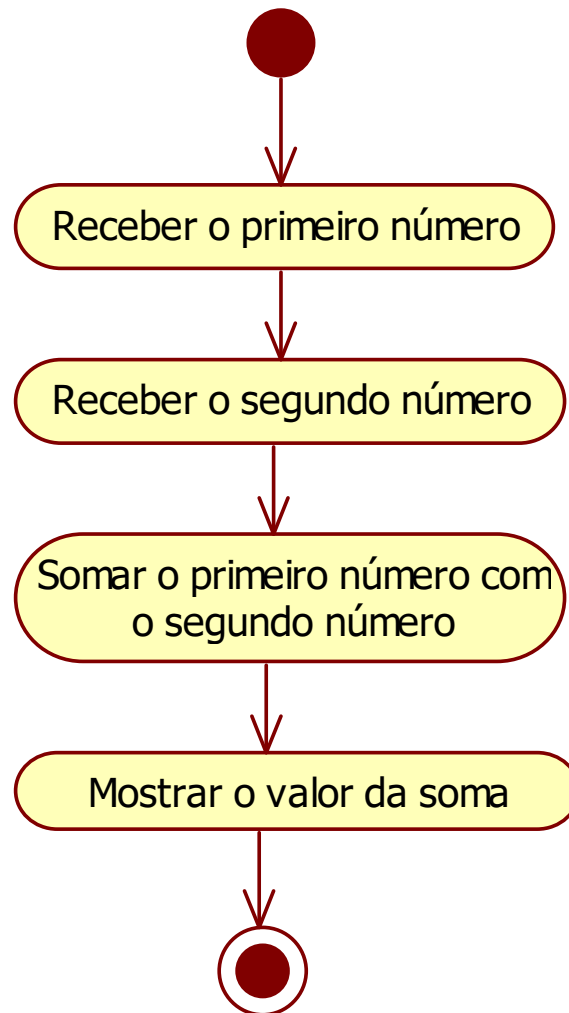 Receber o primeiro número
Receber o segundo número
Somar o primeiro número com
o segundo número
Mostrar o valor da soma